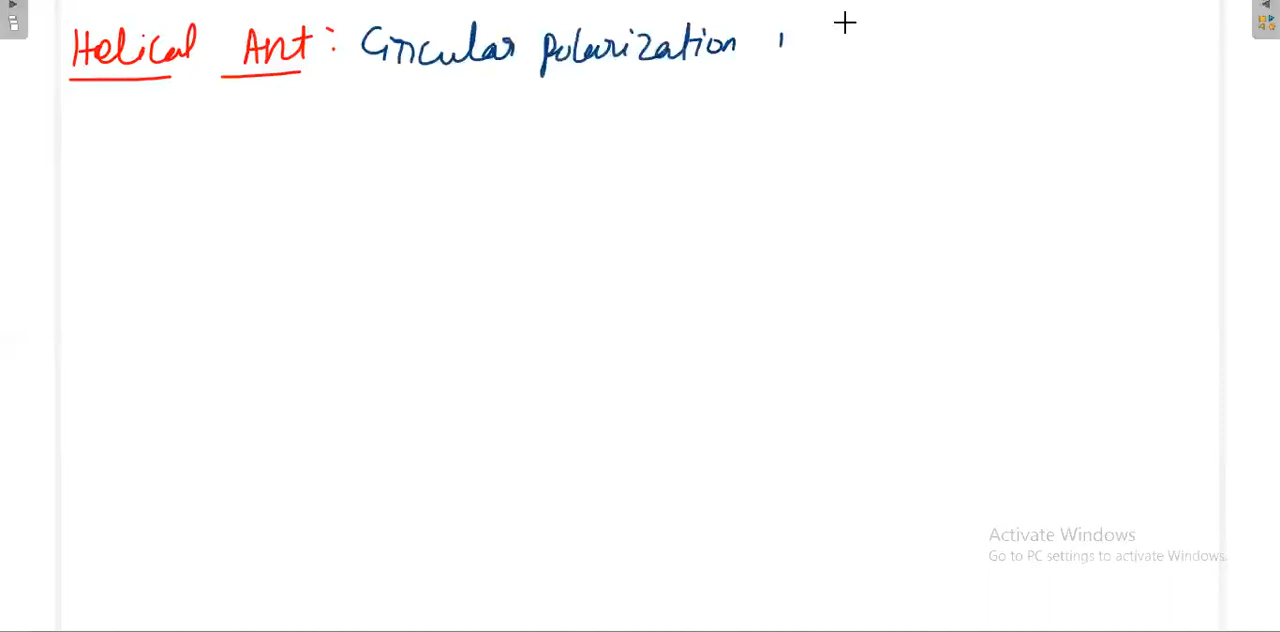 Helical Ant : Circular polarization
Activate Windows
Go to PC settings to activate Windows.